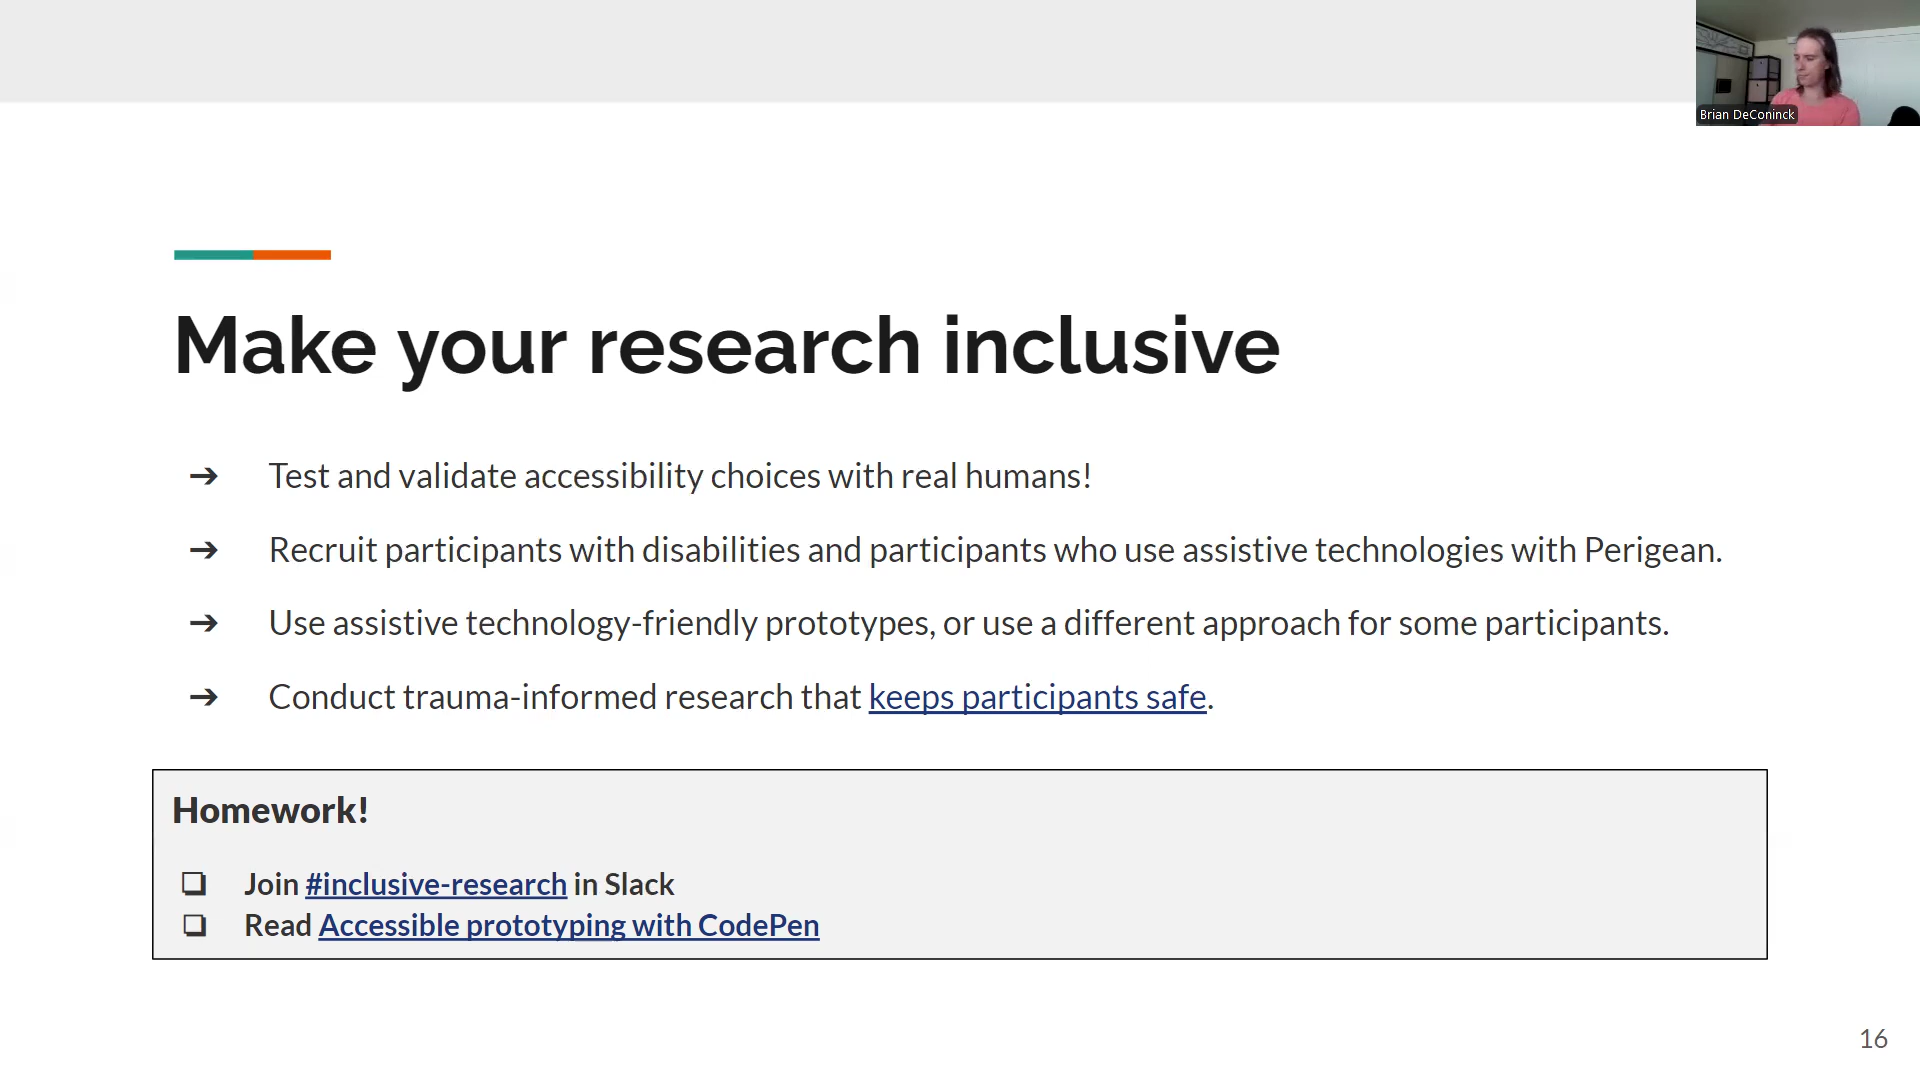 Brian DeConinck
Make your research inclusive
➔ Test and validate accessibility choices with real humans!
➔ Recruit participants with disabilities and participants who use assistive technologies with Perigean.
➔ Use assistive technology-friendly prototypes, or use a different approach for some participants.
➔ Conduct trauma-informed research that keeps participants safe.
Homework!
❏ Join #inclusive-research in Slack
❏ Read Accessible prototyping with CodePen
16